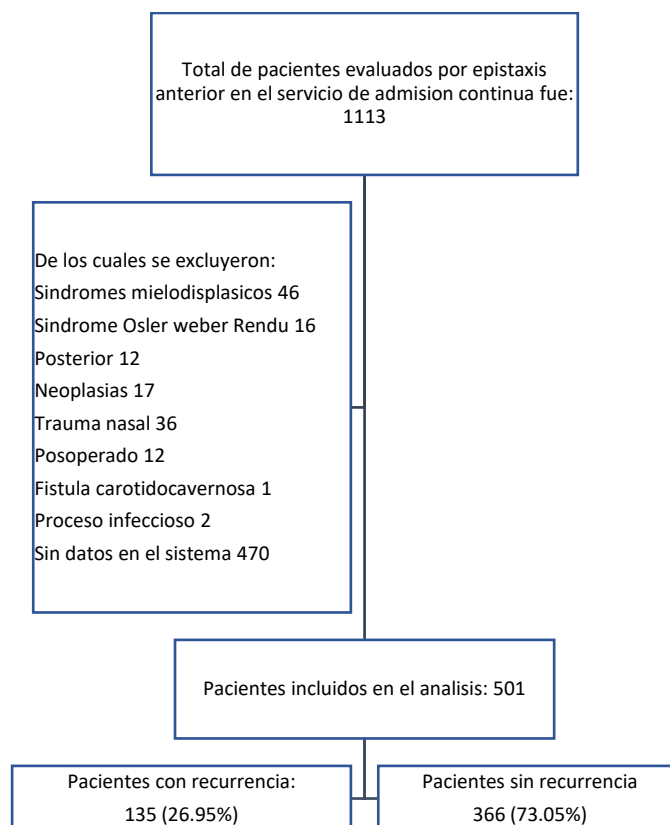 Total de pacientes evaluados por epistaxis
anterior en el servicio de admision continua fue:
1113
De los cuales se excluyeron:
Sindromes mielodisplasicos 46
Sindrome Osler weber Rendu 16
Posterior 12
Neoplasias 17
Trauma nasal 36
Posoperado 12
Fistula carotidocavernosa 1
Proceso infeccioso 2
Sin datos en el sistema 470
Pacientes incluidos en el analisis: 501
Pacientes con recurrencia:
135 (26.95%)
Pacientes sin recurrencia
366 (73.05%)